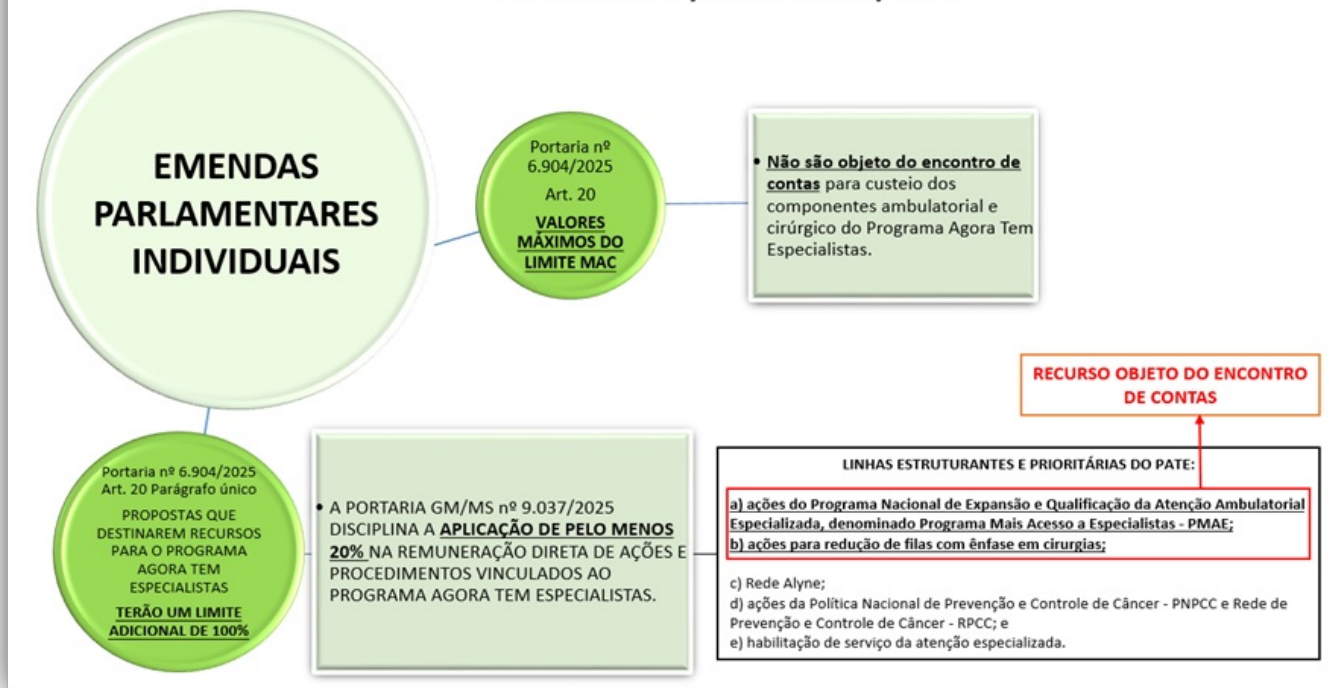 EMENDAS
PARLAMENTARES
INDIVIDUAIS
Portaria nº
6.904/2025
Art. 20
VALORES
MÁXIMOS DO
LIMITE MAC
• Não são objeto do encontro de
contas para custeio dos
componentes ambulatorial e
cirúrgico do Programa Agora Tem
Especialistas.
Portaria nº 6.904/2025
Art. 20 Parágrafo único
PROPOSTAS QUE
DESTINAREM RECURSOS
PARA O PROGRAMA
AGORA TEM
ESPECIALISTAS
TERÃO UM LIMITE
ADICIONAL DE 100%
• A PORTARIA GM/MS nº 9.037/2025
DISCIPLINA A APLICAÇÃO DE PELO MENOS
20% NA REMUNERAÇÃO DIRETA DE AÇÕES E
PROCEDIMENTOS VINCULADOS AO
PROGRAMA AGORA TEM ESPECIALISTAS.
RECURSO OBJETO DO ENCONTRO
DE CONTAS
LINHAS ESTRUTURANTES E PRIORITÁRIAS DO PATE:
a) ações do Programa Nacional de Expansão e Qualificação da Atenção Ambulatorial
Especializada, denominado Programa Mais Acesso a Especialistas - PMAE;
b) ações para redução de filas com ênfase em cirurgias;
c) Rede Alyne;
d) ações da Política Nacional de Prevenção e Controle de Câncer - PNPCC e Rede de
Prevenção e Controle de Câncer - RPCC; e
e) habilitação de serviço da atenção especializada.